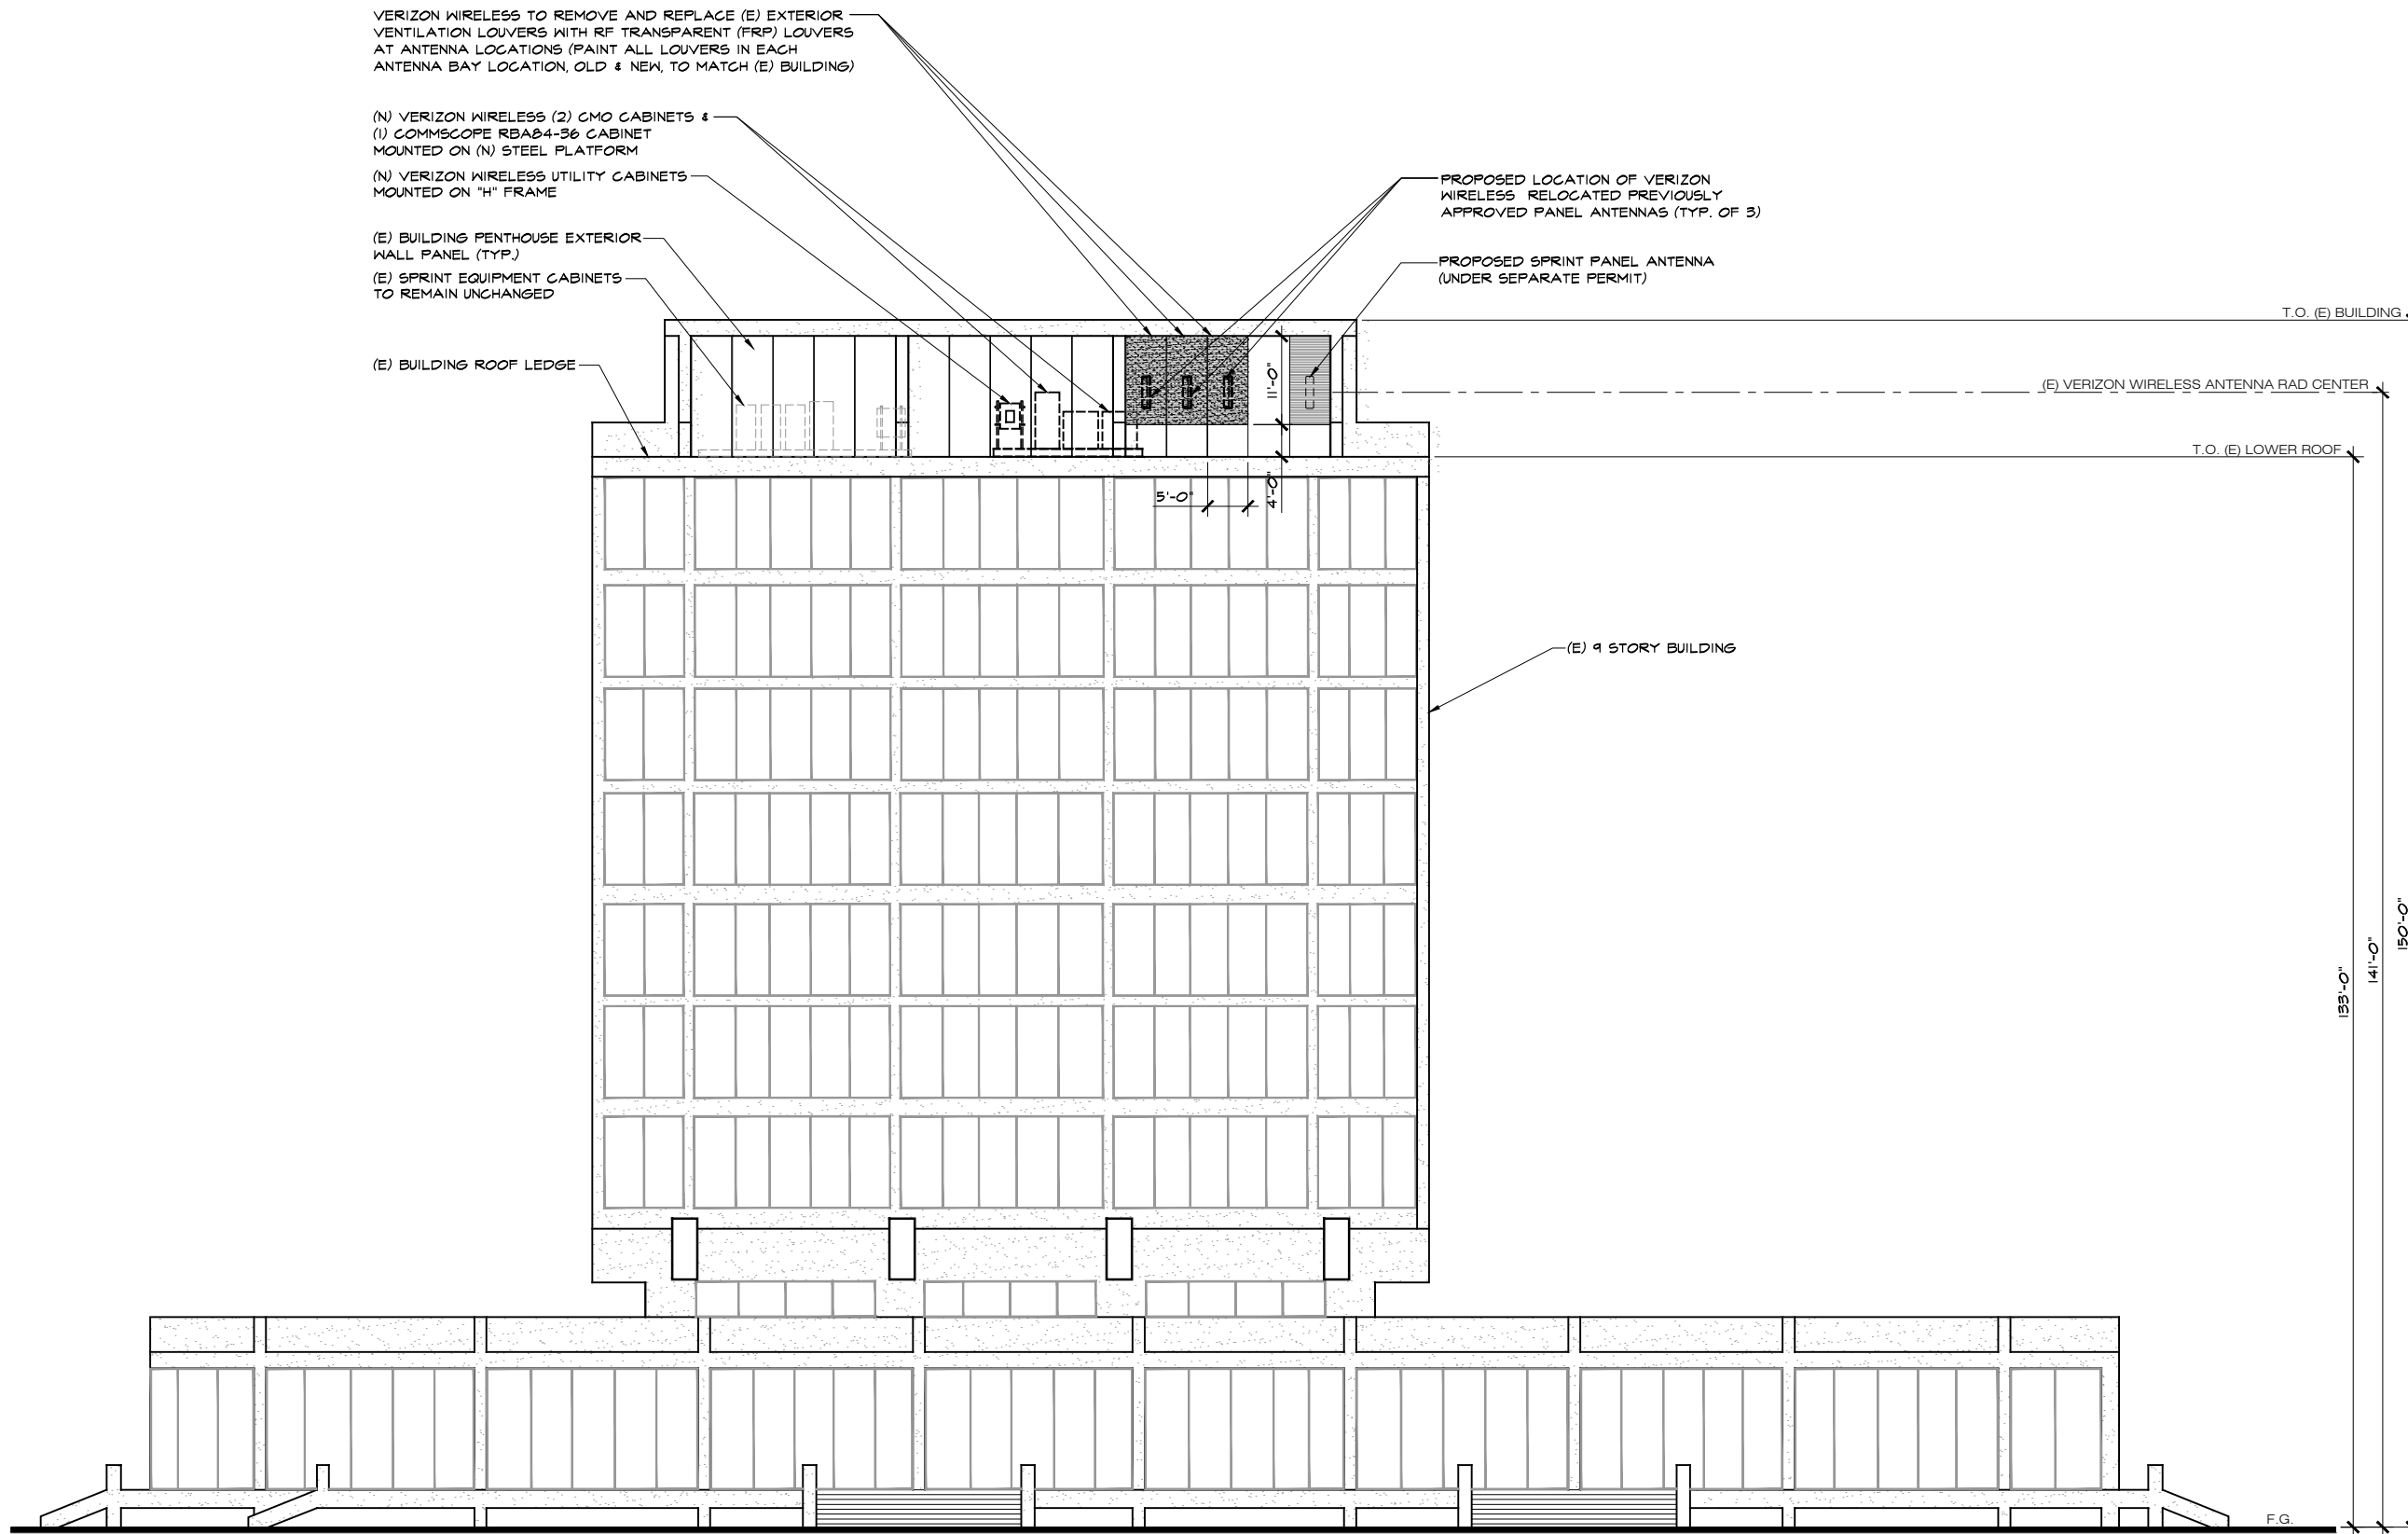 VERIZON WIRELESS TO REMOVE AND REPLACE (E) EXTERIOR
VENTILATION LOUVERS WITH RF TRANSPARENT (FRP) LOUVERS
AT ANTENNA LOCATIONS (PAINT ALL LOUVERS IN EACH
ANTENNA BAY LOCATION, OLD & NEW, TO MATCH (E) BUILDING)
(N) VERIZON WIRELESS (2) CMO CABINETS &
(1) COMMSCOPE RBA84-36 CABINET
MOUNTED ON (N) STEEL PLATFORM
(N) VERIZON WIRELESS UTILITY CABINETS
MOUNTED ON "H" FRAME
(E) BUILDING PENTHOUSE EXTERIOR
WALL PANEL (TYP.)
(E) SPRINT EQUIPMENT CABINETS
TO REMAIN UNCHANGED
(E) BUILDING ROOF LEDGE
PROPOSED LOCATION OF VERIZON
WIRELESS RELOCATED PREVIOUSLY
APPROVED PANEL ANTENNAS (TYP. OF 3)
PROPOSED SPRINT PANEL ANTENNA
(UNDER SEPARATE PERMIT)
T.O. (E) BUILDING
(E) VERIZON WIRELESS ANTENNA RAD CENTER
T.O. (E) LOWER ROOF
11'-0"
4'-0"
5'-0"
(E) 9 STORY BUILDING
133'-0"
141'-0"
150'-0"
F.G.